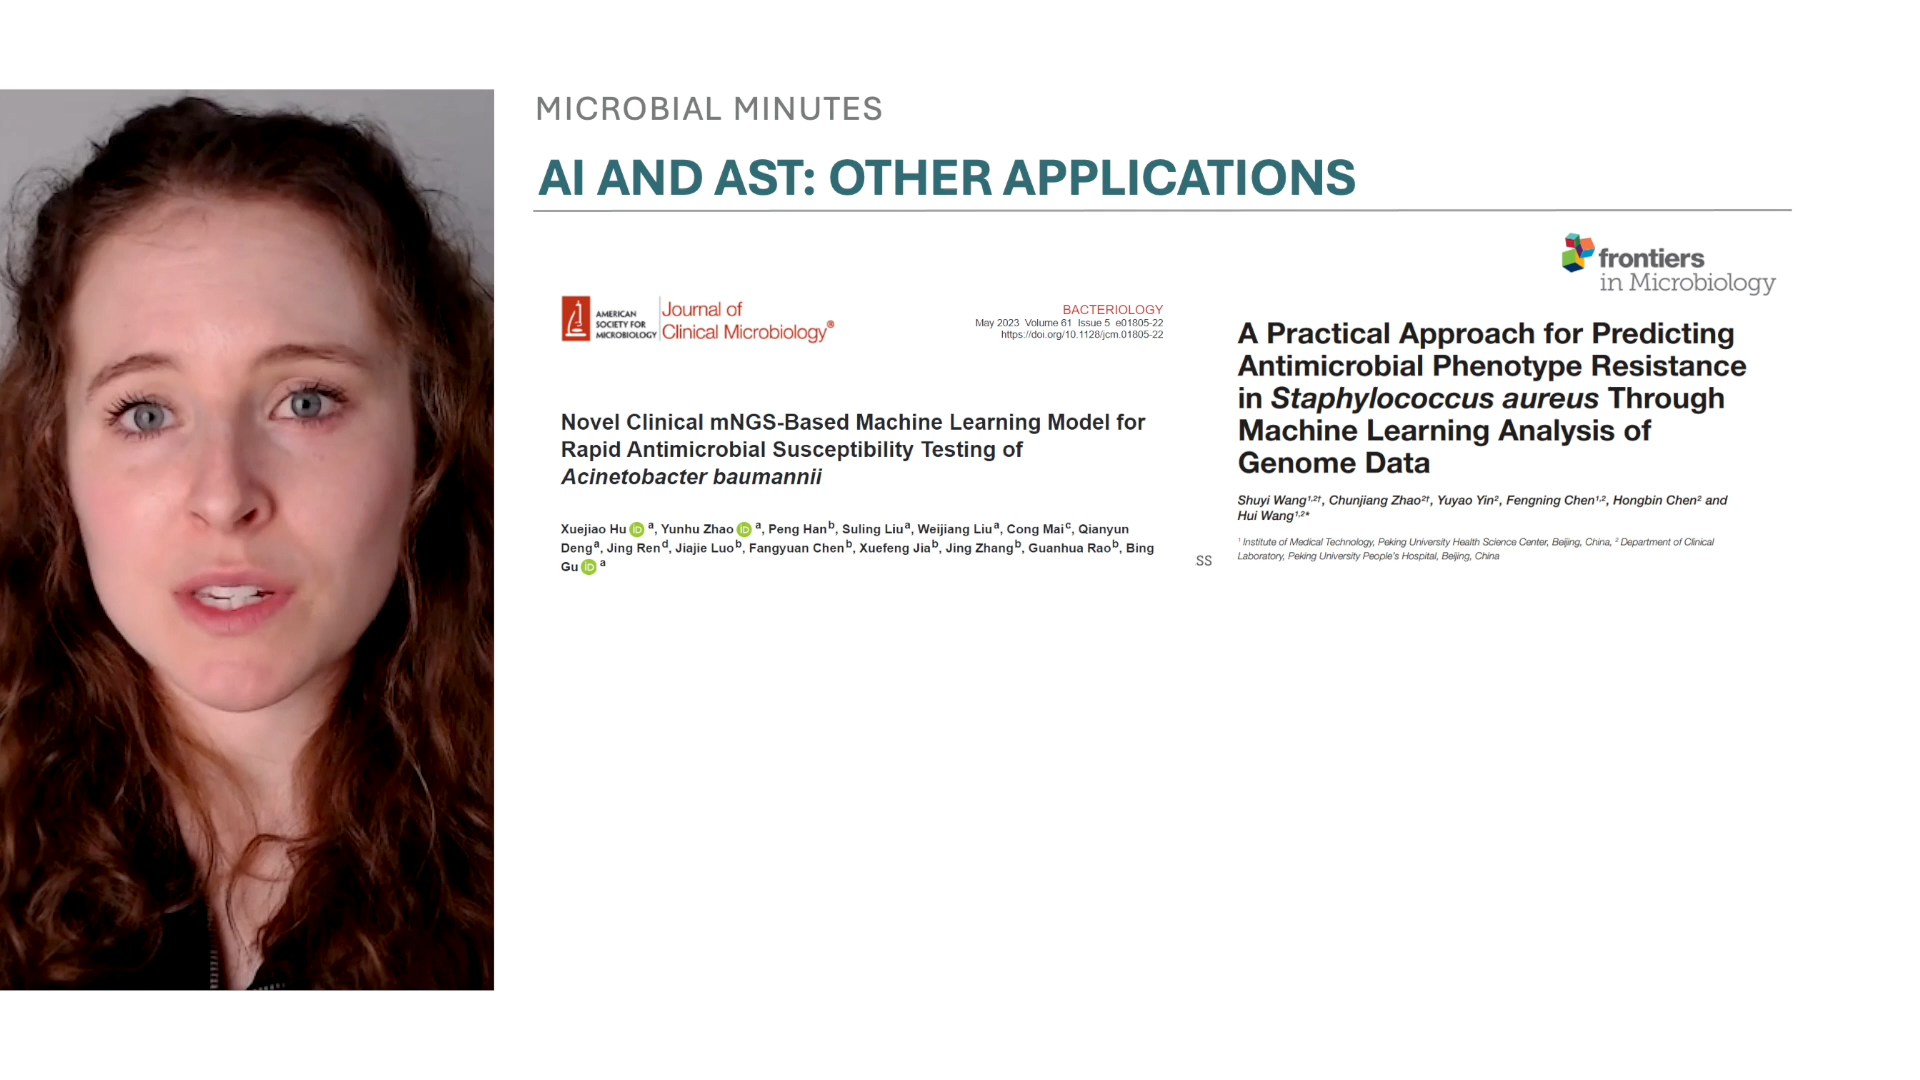 MICROBIAL MINUTES
AI AND AST: OTHER APPLICATIONS
AMERICAN
SOCIETY FOR
MICROBIOLOGY
Journal of
Clinical Microbiology®
BACTERIOLOGY
May 2023 Volume 61 Issue 5 e01805-22
https://doi.org/10.1128/jcm.01805-22
Novel Clinical mNGS-Based Machine Learning Model for
Rapid Antimicrobial Susceptibility Testing of
Acinetobacter baumannii
Xuejiao Hu iD a, Yunhu Zhao iD a, Peng Han b, Suling Liu a, Weijiang Liu a, Cong Mai c, Qianyun
Deng a, Jing Ren d, Jiajie Luo b, Fangyuan Chen b, Xuefeng Jia b, Jing Zhang b, Guanhua Rao b, Bing
Gu iD a
SS
frontiers
in Microbiology
A Practical Approach for Predicting
Antimicrobial Phenotype Resistance
in Staphylococcus aureus Through
Machine Learning Analysis of
Genome Data
Shuyi Wang1,2†, Chunjiang Zhao2†, Yuyao Yin2, Fengning Chen1,2, Hongbin Chen2 and
Hui Wang1,2*
1 Institute of Medical Technology, Peking University Health Science Center, Beijing, China, 2 Department of Clinical
Laboratory, Peking University People's Hospital, Beijing, China